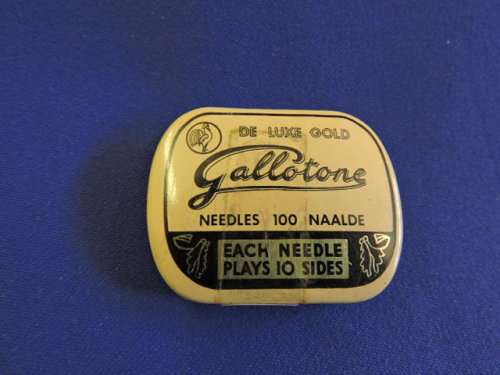 DE LUXE GOLD
Gallotone
NEEDLES 100 NAALDE
EACH NEEDLE
PLAYS 10 SIDES